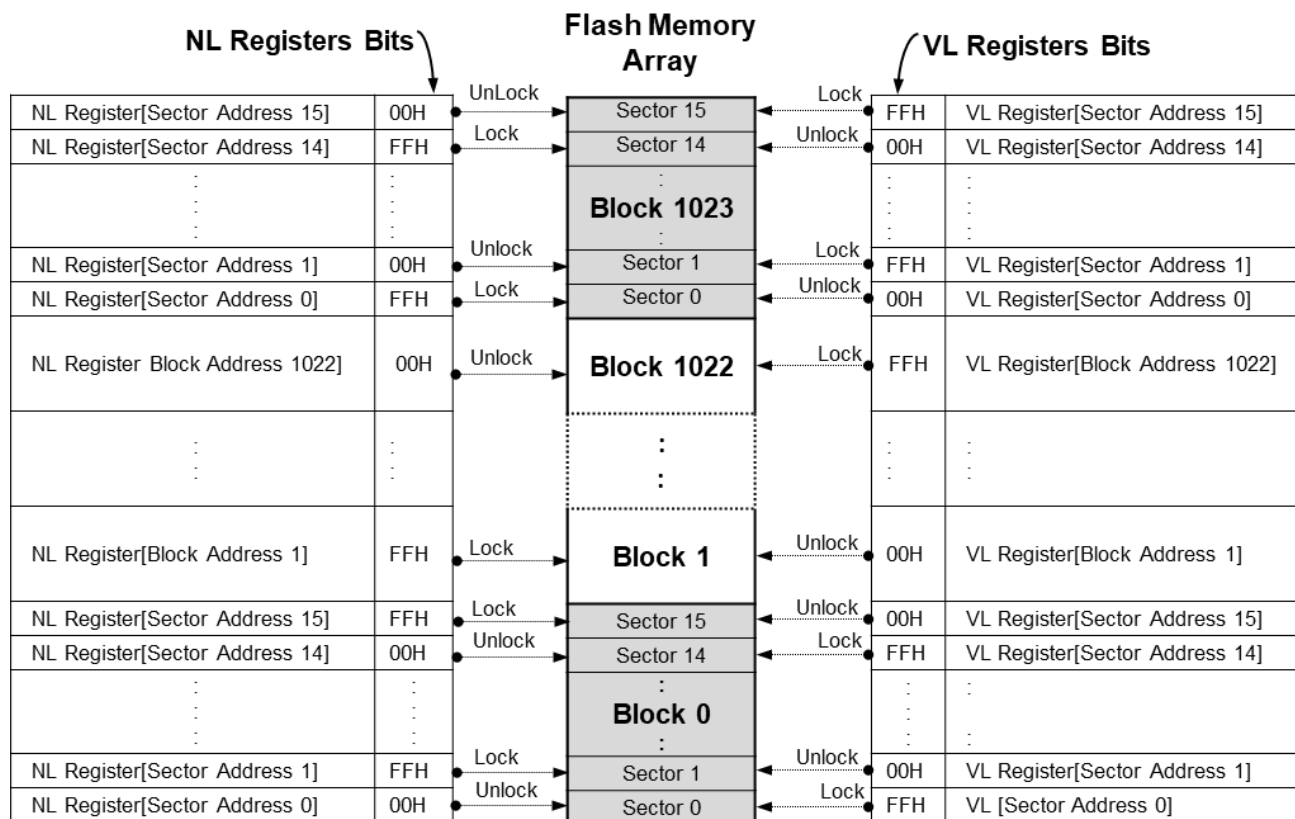 NL Registers Bits
Flash Memory
Array
VL Registers Bits
NL Register[Sector Address 15] 00H UnLock Sector 15 Lock FFH VL Register[Sector Address 15]
NL Register[Sector Address 14] FFH Lock Sector 14 Unlock 00H VL Register[Sector Address 14]
Block 1023
NL Register[Sector Address 1] 00H Unlock Sector 1 Lock FFH VL Register[Sector Address 1]
NL Register[Sector Address 0] FFH Lock Sector 0 Unlock 00H VL Register[Sector Address 0]
NL Register Block Address 1022] 00H Unlock Block 1022 Lock FFH VL Register[Block Address 1022]
NL Register[Block Address 1] FFH Lock Block 1 Unlock 00H VL Register[Block Address 1]
NL Register[Sector Address 15] FFH Lock Sector 15 Unlock 00H VL Register[Sector Address 15]
NL Register[Sector Address 14] 00H Unlock Sector 14 Lock FFH VL Register[Sector Address 14]
Block 0
NL Register[Sector Address 1] FFH Lock Sector 1 Unlock 00H VL Register[Sector Address 1]
NL Register[Sector Address 0] 00H Unlock Sector 0 Lock FFH VL [Sector Address 0]